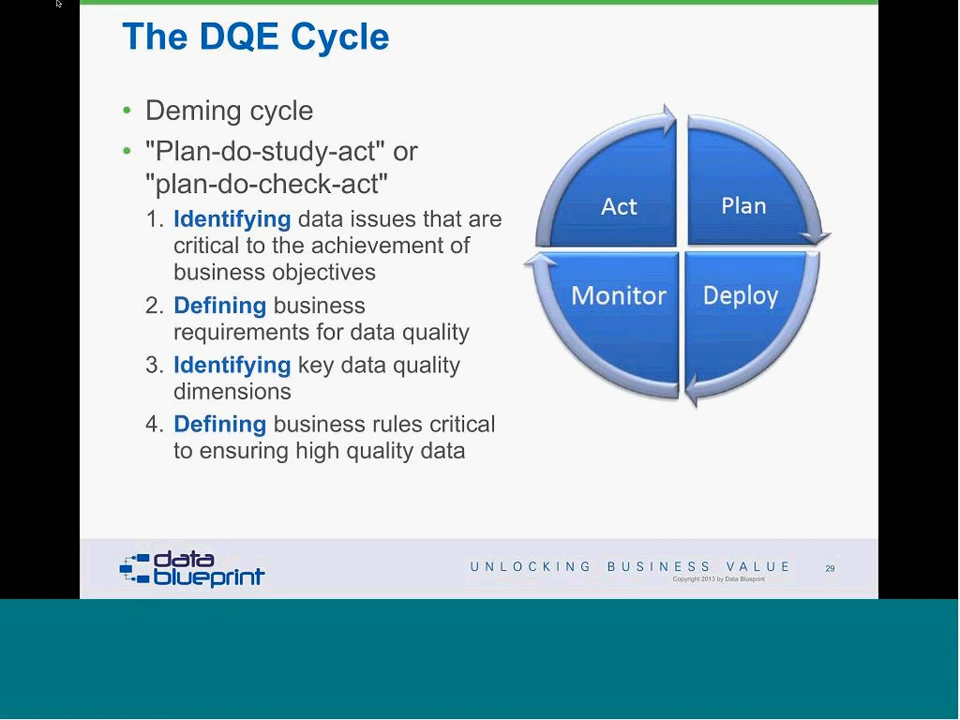 The DQE Cycle
• Deming cycle
• "Plan-do-study-act" or
"plan-do-check-act"
1. Identifying data issues that are
critical to the achievement of
business objectives
2. Defining business
requirements for data quality
3. Identifying key data quality
dimensions
4. Defining business rules critical
to ensuring high quality data
Act
Plan
Monitor
Deploy
data
blueprint
UNLOCKING BUSINESS VALUE
Copyright 2013 by Data Blueprint
29